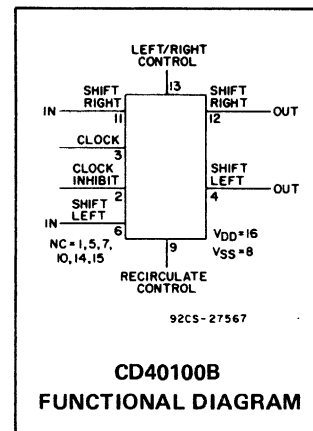 LEFT/RIGHT
CONTROL
13
SHIFT
RIGHT
IN
11
SHIFT
RIGHT
12
OUT
CLOCK
3
CLOCK
INHIBIT
2
SHIFT
LEFT
4
OUT
SHIFT
LEFT
IN
6
NC = 1, 5, 7,
10, 14, 15
9
VDD = 16
VSS = 8
RECIRCULATE
CONTROL
92CS-27567
CD40100B
FUNCTIONAL DIAGRAM